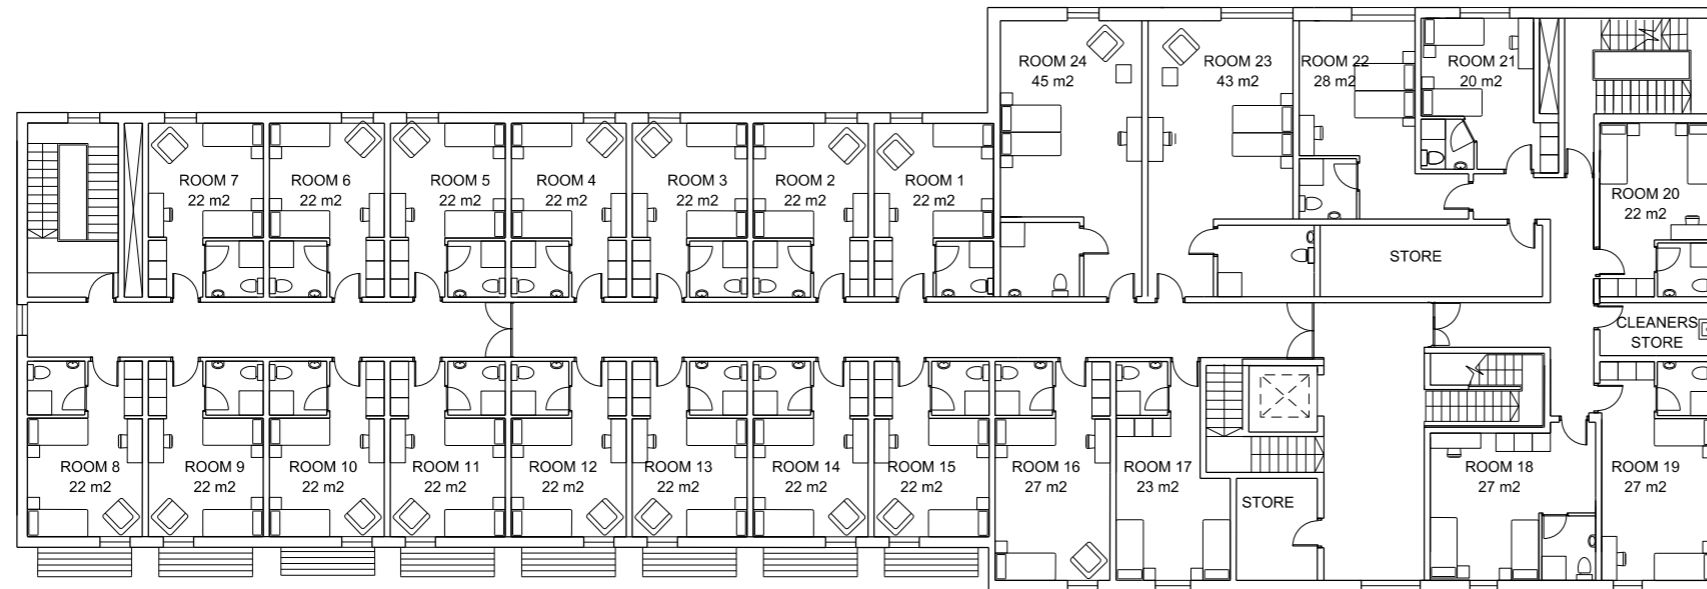 ROOM 24
45 m2
ROOM 23
43 m2
ROOM 22
28 m2
ROOM 21
20 m2
ROOM 7
22 m2
ROOM 6
22 m2
ROOM 5
22 m2
ROOM 4
22 m2
ROOM 3
22 m2
ROOM 2
22 m2
ROOM 1
22 m2
ROOM 20
22 m2
STORE
CLEANERS
STORE
ROOM 8
22 m2
ROOM 9
22 m2
ROOM 10
22 m2
ROOM 11
22 m2
ROOM 12
22 m2
ROOM 13
22 m2
ROOM 14
22 m2
ROOM 15
22 m2
ROOM 16
27 m2
ROOM 17
23 m2
STORE
ROOM 18
27 m2
ROOM 19
27 m2